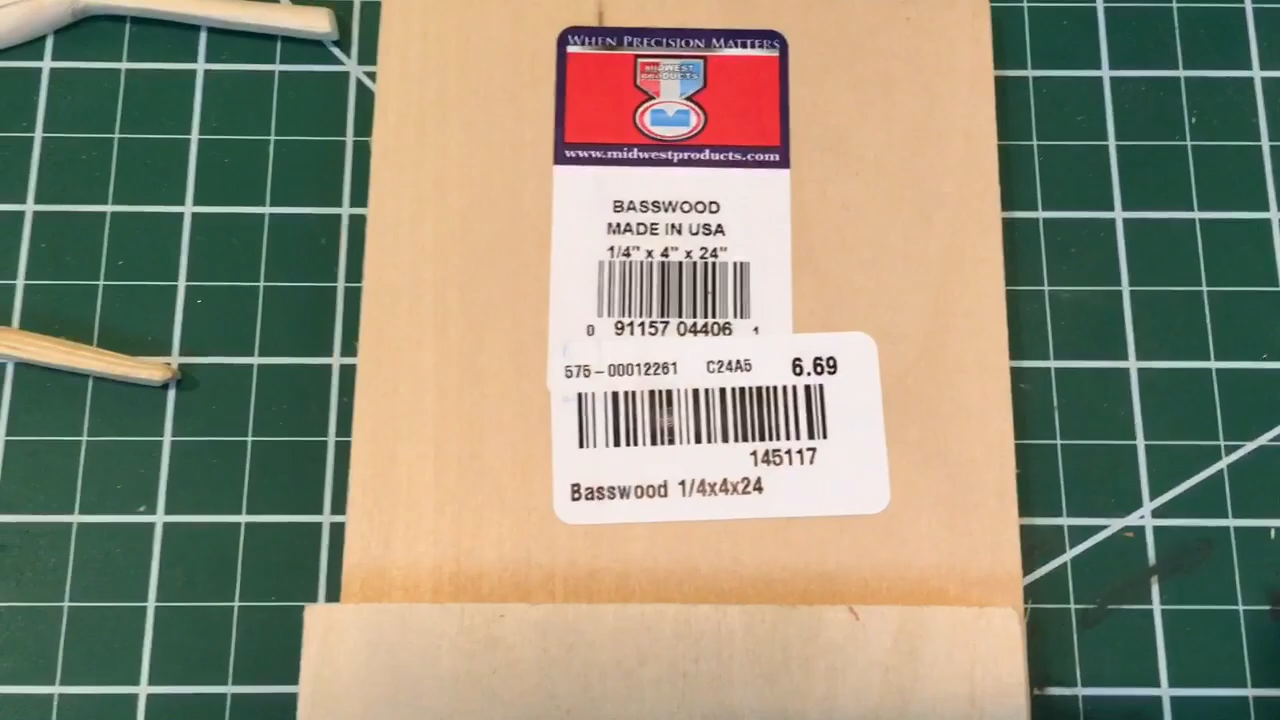 WHEN PRECISION MATTERS
MIDWEST
PRODUCTS
www.midwestproducts.com
BASSWOOD
MADE IN USA
1/4" x 4" x 24"
0 91157 04406 1
575-00012261 C24A5 6.69
145117
Basswood 1/4x4x24